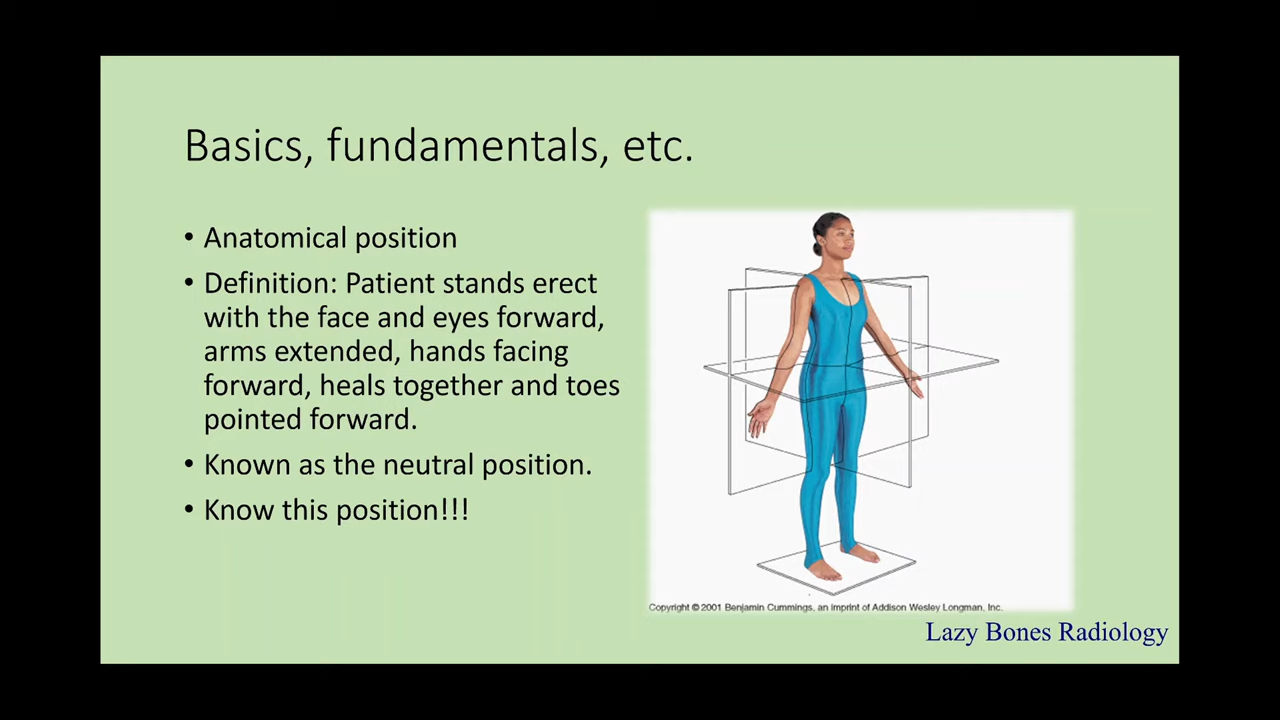 Basics, fundamentals, etc.
• Anatomical position
• Definition: Patient stands erect
with the face and eyes forward,
arms extended, hands facing
forward, heals together and toes
pointed forward.
• Known as the neutral position.
• Know this position!!!
Copyright © 2001 Benjamin Cummings, an imprint of Addison Wesley Longman, Inc.
Lazy Bones Radiology